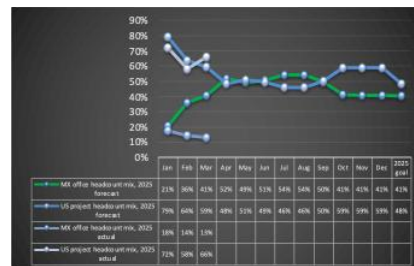 90%
80%
70%
60%
50%
40%
30%
20%
10%
0%
Jan Feb Mar Apr May Jun Jul Aug Sep Oct Nov Dec 2025 goal
MX office headcount mix, 2025 forecast 21% 36% 41% 52% 49% 51% 54% 54% 50% 41% 41% 41% 41%
US project headcount mix, 2025 forecast 79% 64% 59% 48% 51% 49% 46% 46% 50% 59% 59% 59% 48%
MX office headcount mix, 2025 actual 18% 14% 13%
US project headcount mix, 2025 actual 72% 58% 66%